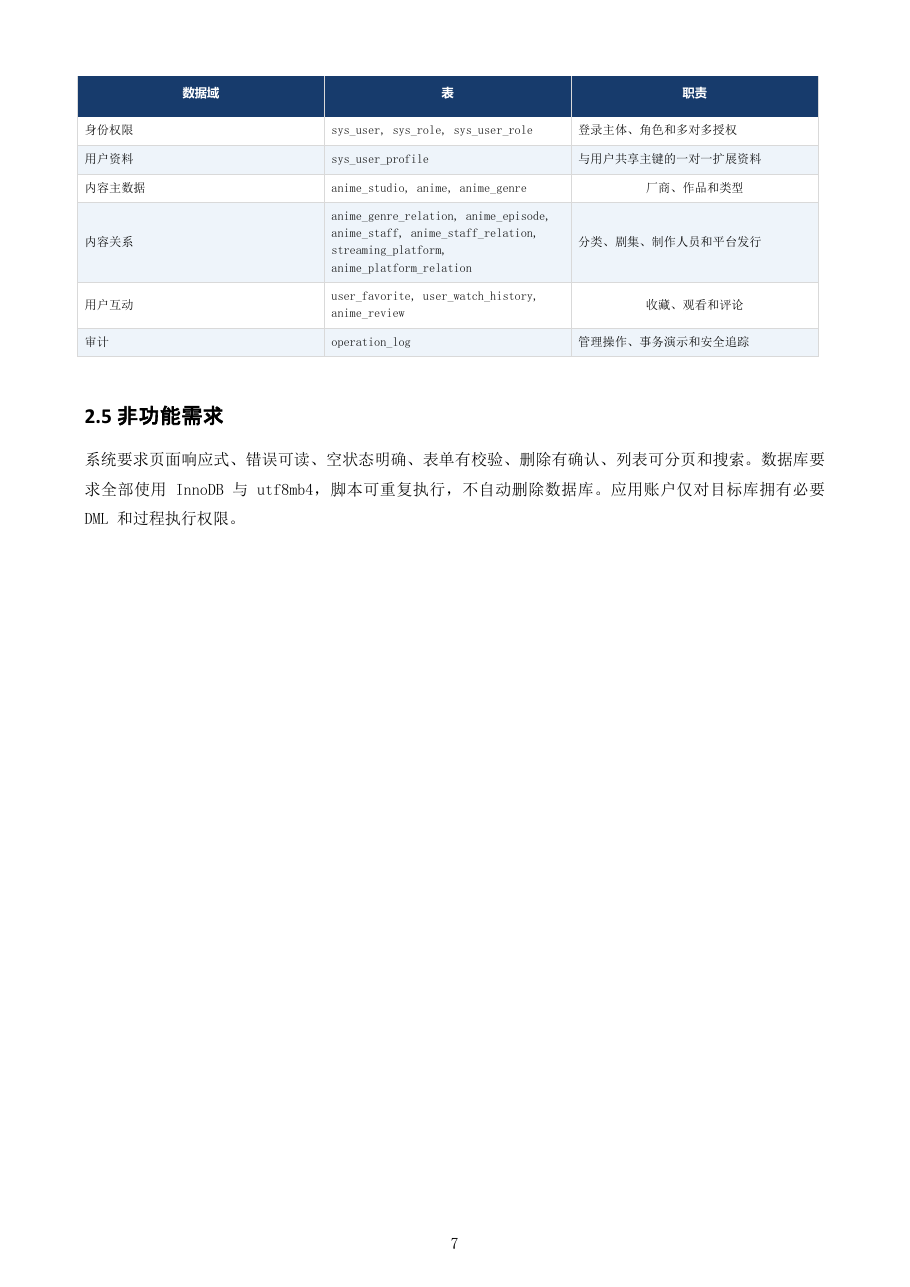 数据域 表 职责
身份权限 sys_user, sys_role, sys_user_role 登录主体、角色和多对多授权
用户资料 sys_user_profile 与用户共享主键的一对一扩展资料
内容主数据 anime_studio, anime, anime_genre 厂商、作品和类型
内容关系 anime_genre_relation, anime_episode,
anime_staff, anime_staff_relation,
streaming_platform,
anime_platform_relation 分类、剧集、制作人员和平台发行
用户互动 user_favorite, user_watch_history,
anime_review 收藏、观看和评论
审计 operation_log 管理操作、事务演示和安全追踪
2.5 非功能需求
系统要求页面响应式、错误可读、空状态明确、表单有校验、删除有确认、列表可分页和搜索。数据库要
求全部使用 InnoDB 与 utf8mb4，脚本可重复执行，不自动删除数据库。应用账户仅对目标库拥有必要
DML 和过程执行权限。
7